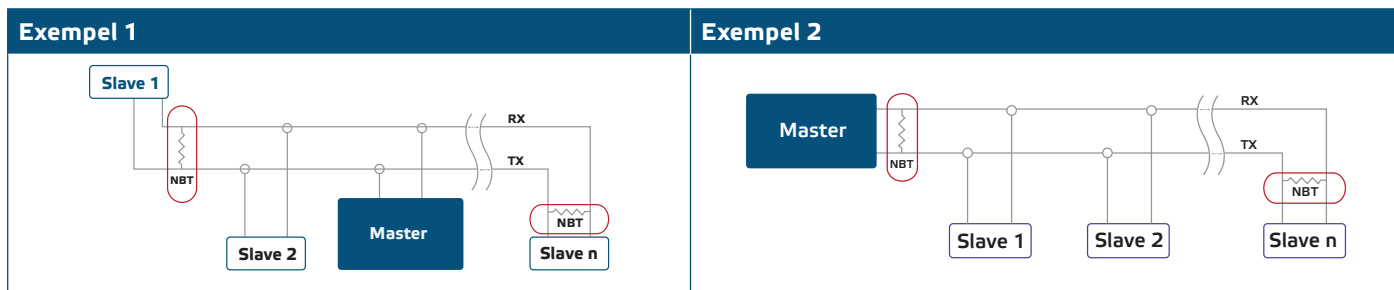 Exempel 1
Slave 1
RX
TX
NBT
NBT
Master
Slave 2
Slave n
Exempel 2
Master
RX
TX
NBT
NBT
Slave 1
Slave 2
Slave n